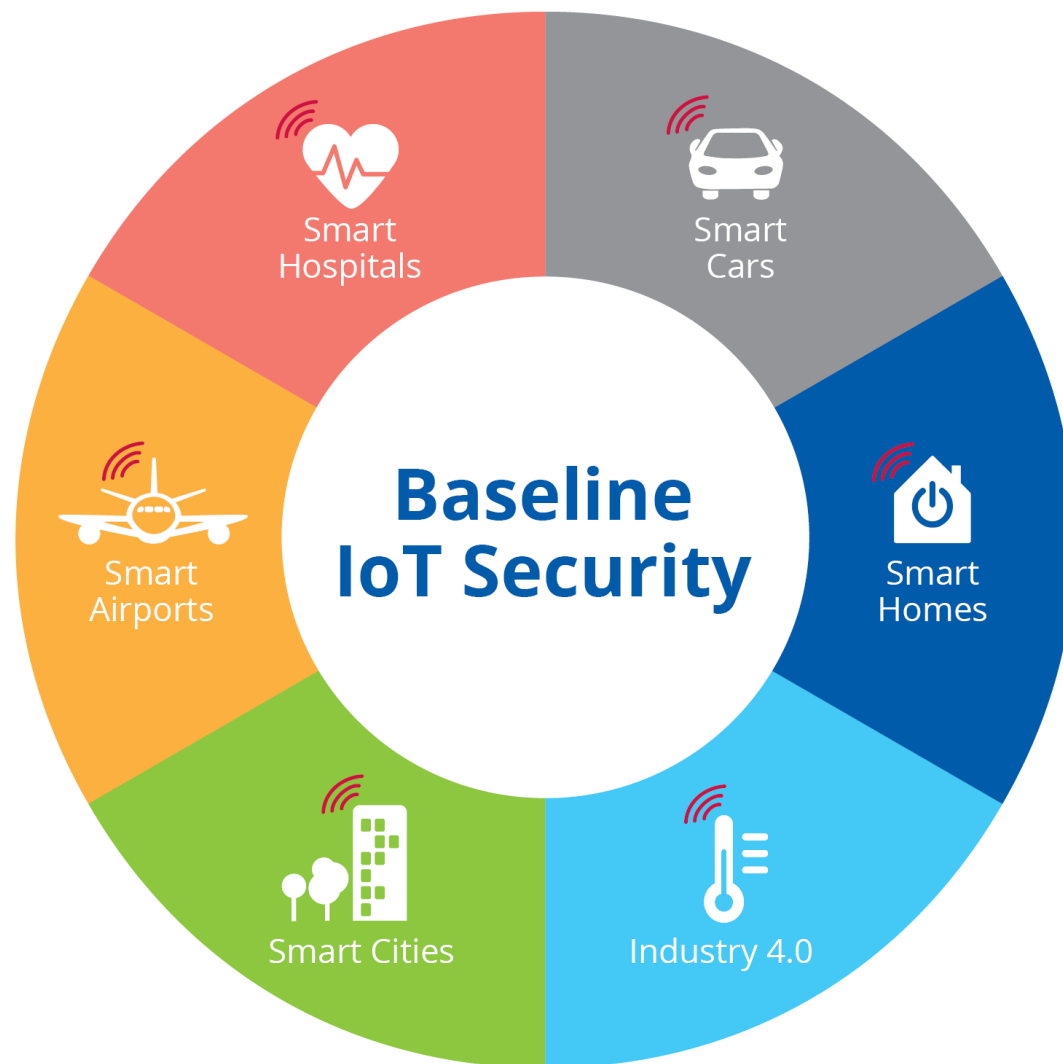 Smart
Hospitals
Smart
Cars
Baseline
IoT Security
Smart
Airports
Smart
Homes
Smart Cities
Industry 4.0